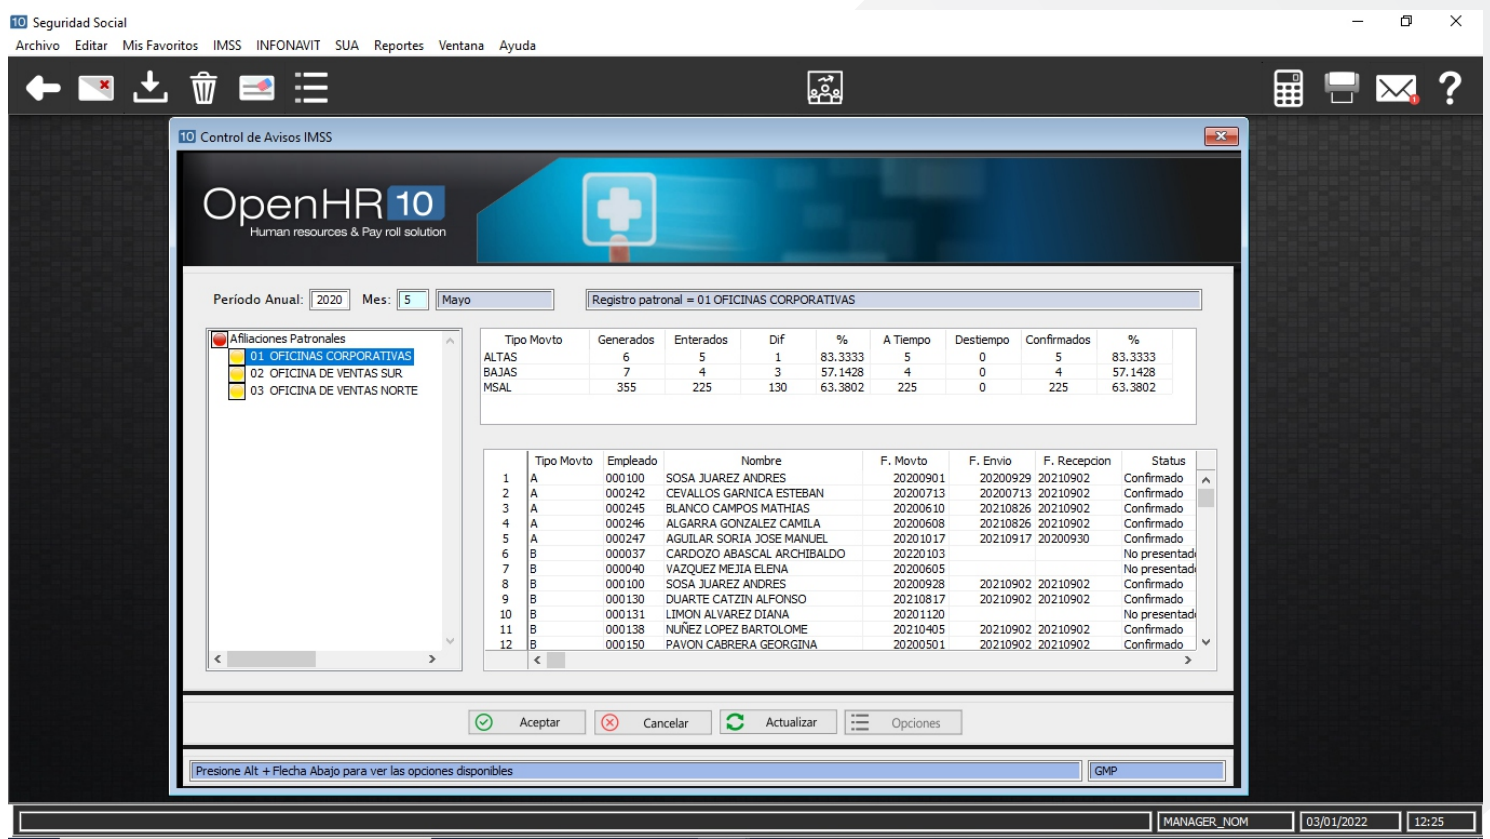 10 Seguridad Social
Archivo Editar Mis Favoritos IMSS INFONAVIT SUA Reportes Ventana Ayuda
10 Control de Avisos IMSS
OpenHR 10
Human resources & Pay roll solution
Período Anual: 2020 Mes: 5 Mayo Registro patronal = 01 OFICINAS CORPORATIVAS
Afiliaciones Patronales
01 OFICINAS CORPORATIVAS
02 OFICINA DE VENTAS SUR
03 OFICINA DE VENTAS NORTE
Tipo Movto Generados Enterados Dif % A Tiempo Destiempo Confirmados %
ALTAS 6 5 1 83.3333 5 0 5 83.3333
BAJAS 7 4 3 57.1428 4 0 4 57.1428
MSAL 355 225 130 63.3802 225 0 225 63.3802
Tipo Movto Empleado Nombre F. Movto F. Envio F. Recepcion Status
1 A 000100 SOSA JUAREZ ANDRES 20200901 20200929 20210902 Confirmado
2 A 000242 CEVALLOS GARNICA ESTEBAN 20200713 20200713 20210902 Confirmado
3 A 000245 BLANCO CAMPOS MATHIAS 20200610 20210826 20210902 Confirmado
4 A 000246 ALGARRA GONZALEZ CAMILA 20200608 20210826 20210902 Confirmado
5 A 000247 AGUILAR SORIA JOSE MANUEL 20201017 20210917 20200930 Confirmado
6 B 000037 CARDOZO ABASCAL ARCHIBALDO 20220103 No presentad
7 B 000040 VAZQUEZ MEJIA ELENA 20200605 No presentad
8 B 000100 SOSA JUAREZ ANDRES 20200928 20210902 20210902 Confirmado
9 B 000130 DUARTE CATZIN ALFONSO 20210817 20210902 20210902 Confirmado
10 B 000131 LIMON ALVAREZ DIANA 20201120 No presentad
11 B 000138 NUÑEZ LOPEZ BARTOLOME 20210405 20210902 20210902 Confirmado
12 B 000150 PAVON CABRERA GEORGINA 20200501 20210902 20210902 Confirmado
Aceptar Cancelar Actualizar Opciones
Presione Alt + Flecha Abajo para ver las opciones disponibles GMP
MANAGER_NOM 03/01/2022 12:25